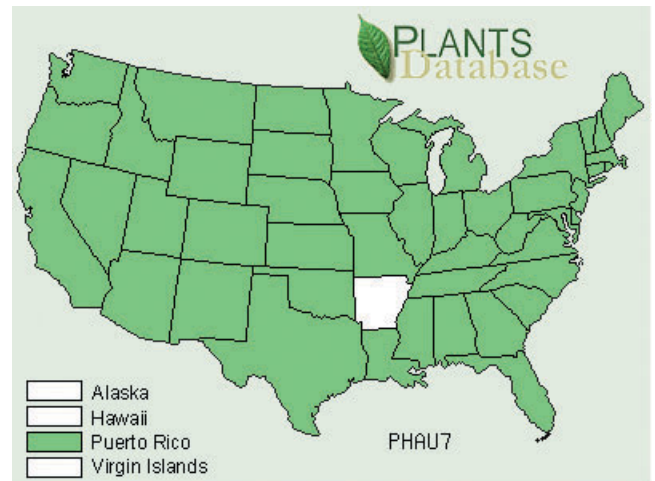 PLANTS
Database
Alaska
Hawaii
Puerto Rico
Virgin Islands
PHAU7